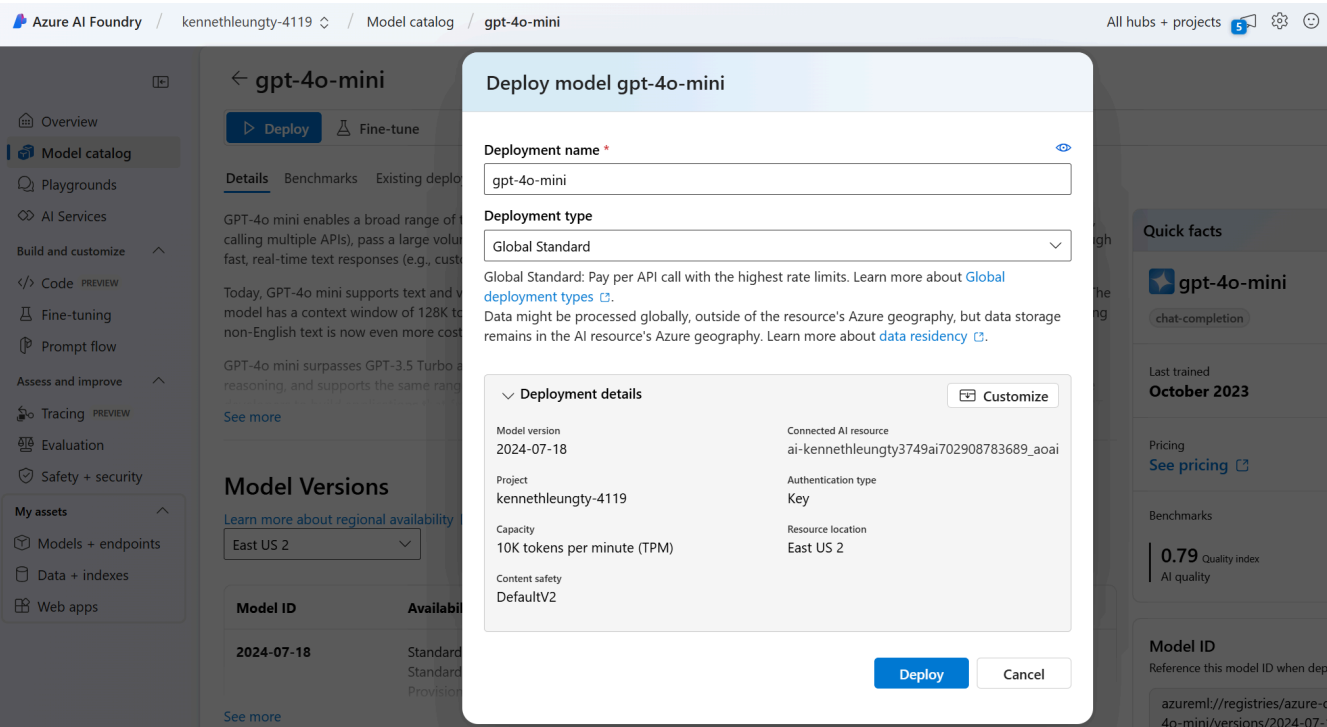 Azure AI Foundry / kennethleungty-4119 / Model catalog / gpt-4o-mini
All hubs + projects 5
gpt-4o-mini
Deploy Fine-tune
Details Benchmarks Existing
GPT-4o mini enables a broad range of
calling multiple APIs), pass a large
fast, real-time text responses (e.g.,
Today, GPT-4o mini supports text and
model has a context window of 128K
non-English text is now even more
GPT-4o mini surpasses GPT-3.5 Turbo
reasoning, and supports the same
See more
Model Versions
Learn more about regional availability
East US 2
Model ID
2024-07-18 Standard
Standard
See more
Overview
Model catalog
Playgrounds
AI Services
Build and customize
Code PREVIEW
Fine-tuning
Prompt flow
Assess and improve
Tracing PREVIEW
Evaluation
Safety + security
My assets
Models + endpoints
Data + indexes
Web apps
Deploy model gpt-4o-mini
Deployment name *
gpt-4o-mini
Deployment type
Global Standard
Global Standard: Pay per API call with the highest rate limits. Learn more about Global
deployment types .
Data might be processed globally, outside of the resource's Azure geography, but data storage
remains in the AI resource's Azure geography. Learn more about data residency .
Deployment details
Customize
Model version
2024-07-18
Connected AI resource
ai-kennethleungty3749ai702908783689_aoai
Project
kennethleungty-4119
Authentication type
Key
Capacity
10K tokens per minute (TPM)
Resource location
East US 2
Content safety
DefaultV2
Deploy Cancel
Quick facts
gpt-4o-mini
chat-completion
Last trained
October 2023
Pricing
See pricing
Benchmarks
0.79 Quality index
AI quality
Model ID
Reference this model ID when
azureml://registries/azure-
4o-mini/versions/2024-07-